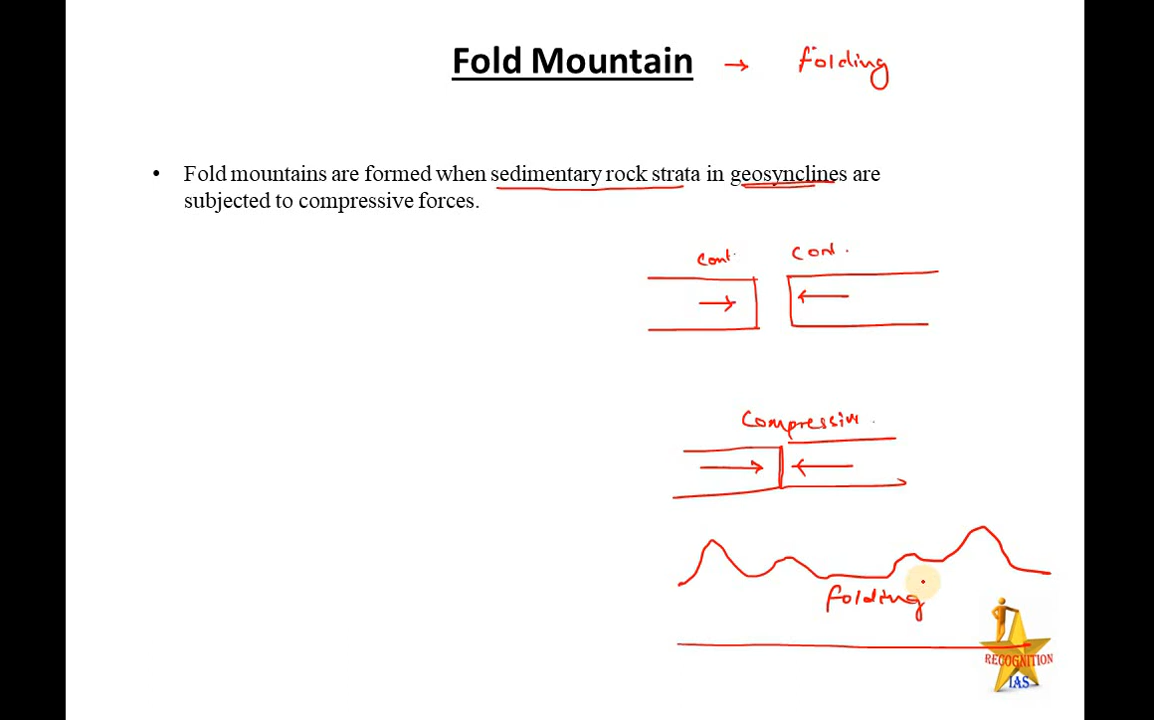 Fold Mountain → folding
• Fold mountains are formed when sedimentary rock strata in geosynclines are
subjected to compressive forces.
Cont. Cont.
Compressive.
folding
RECOGNITION
IAS